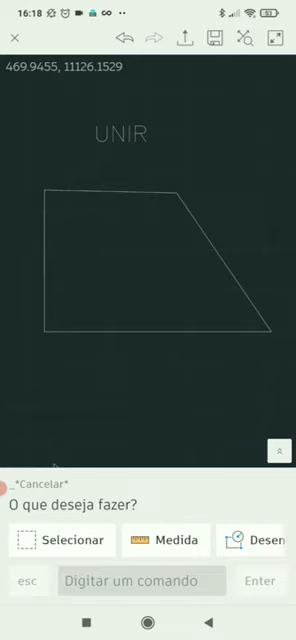 16:18
469.9455, 11126.1529
UNIR
_*Cancelar*
O que deseja fazer?
Selecionar Medida Desen
esc Digitar um comando Enter